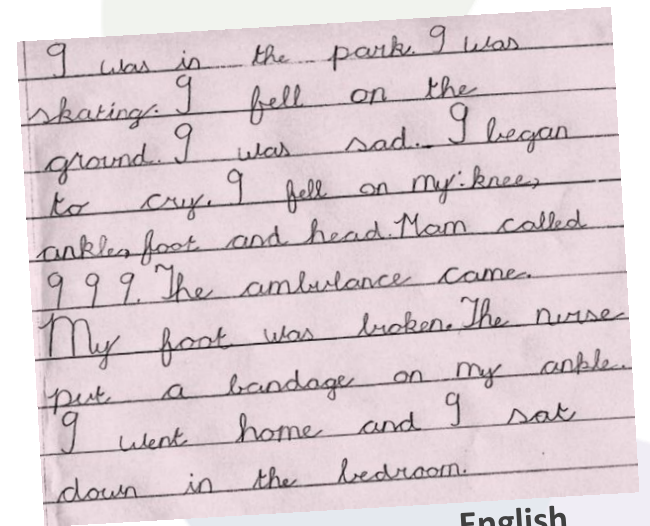 I was in the park. I was
skating. I fell on the
ground. I was sad. I began
to cry. I fell on my knee,
ankle, foot and head. Mam called
999. The ambulance came.
My foot was broken. The nurse
put a bandage on my ankle.
I went home and I sat
down in the bedroom.
English